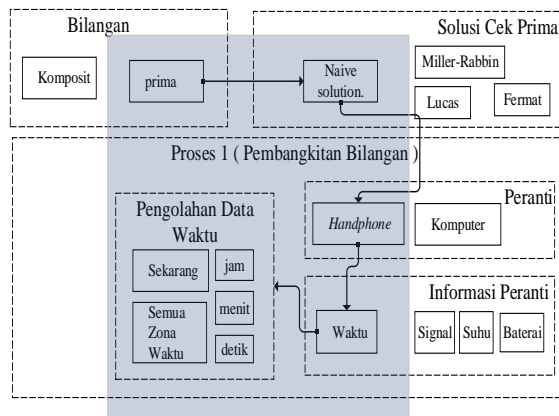 Bilangan
Komposit
prima
Solusi Cek Prima
Naive
solution.
Miller-Rabbin
Lucas
Fermat
Proses 1 ( Pembangkitan Bilangan )
Peranti
Handphone
Komputer
Pengolahan Data
Waktu
Sekarang
jam
Semua
Zona
Waktu
menit
detik
Informasi Peranti
Waktu
Signal
Suhu
Baterai